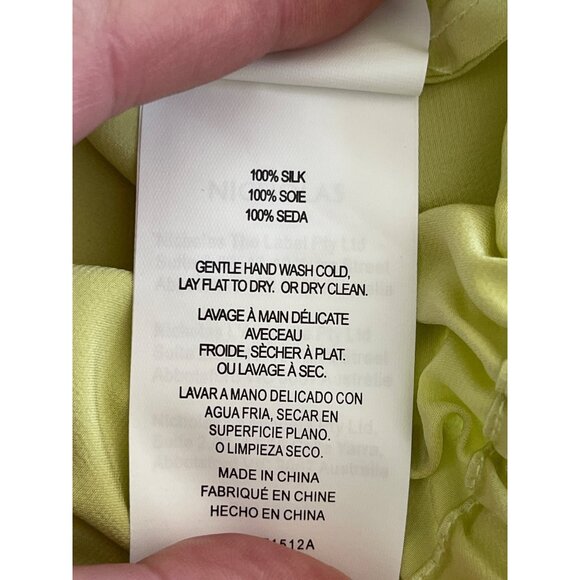 100% SILK
100% SOIE
100% SEDA
GENTLE HAND WASH COLD,
LAY FLAT TO DRY. OR DRY CLEAN.
LAVAGE À MAIN DÉLICATE
AVECEAU
FROIDE, SÈCHER À PLAT.
OU LAVAGE À SEC.
LAVAR A MANO DELICADO CON
AGUA FRIA, SECAR EN
SUPERFICIE PLANO.
O LIMPIEZA SECO.
MADE IN CHINA
FABRIQUÉ EN CHINE
HECHO EN CHINA
1512A